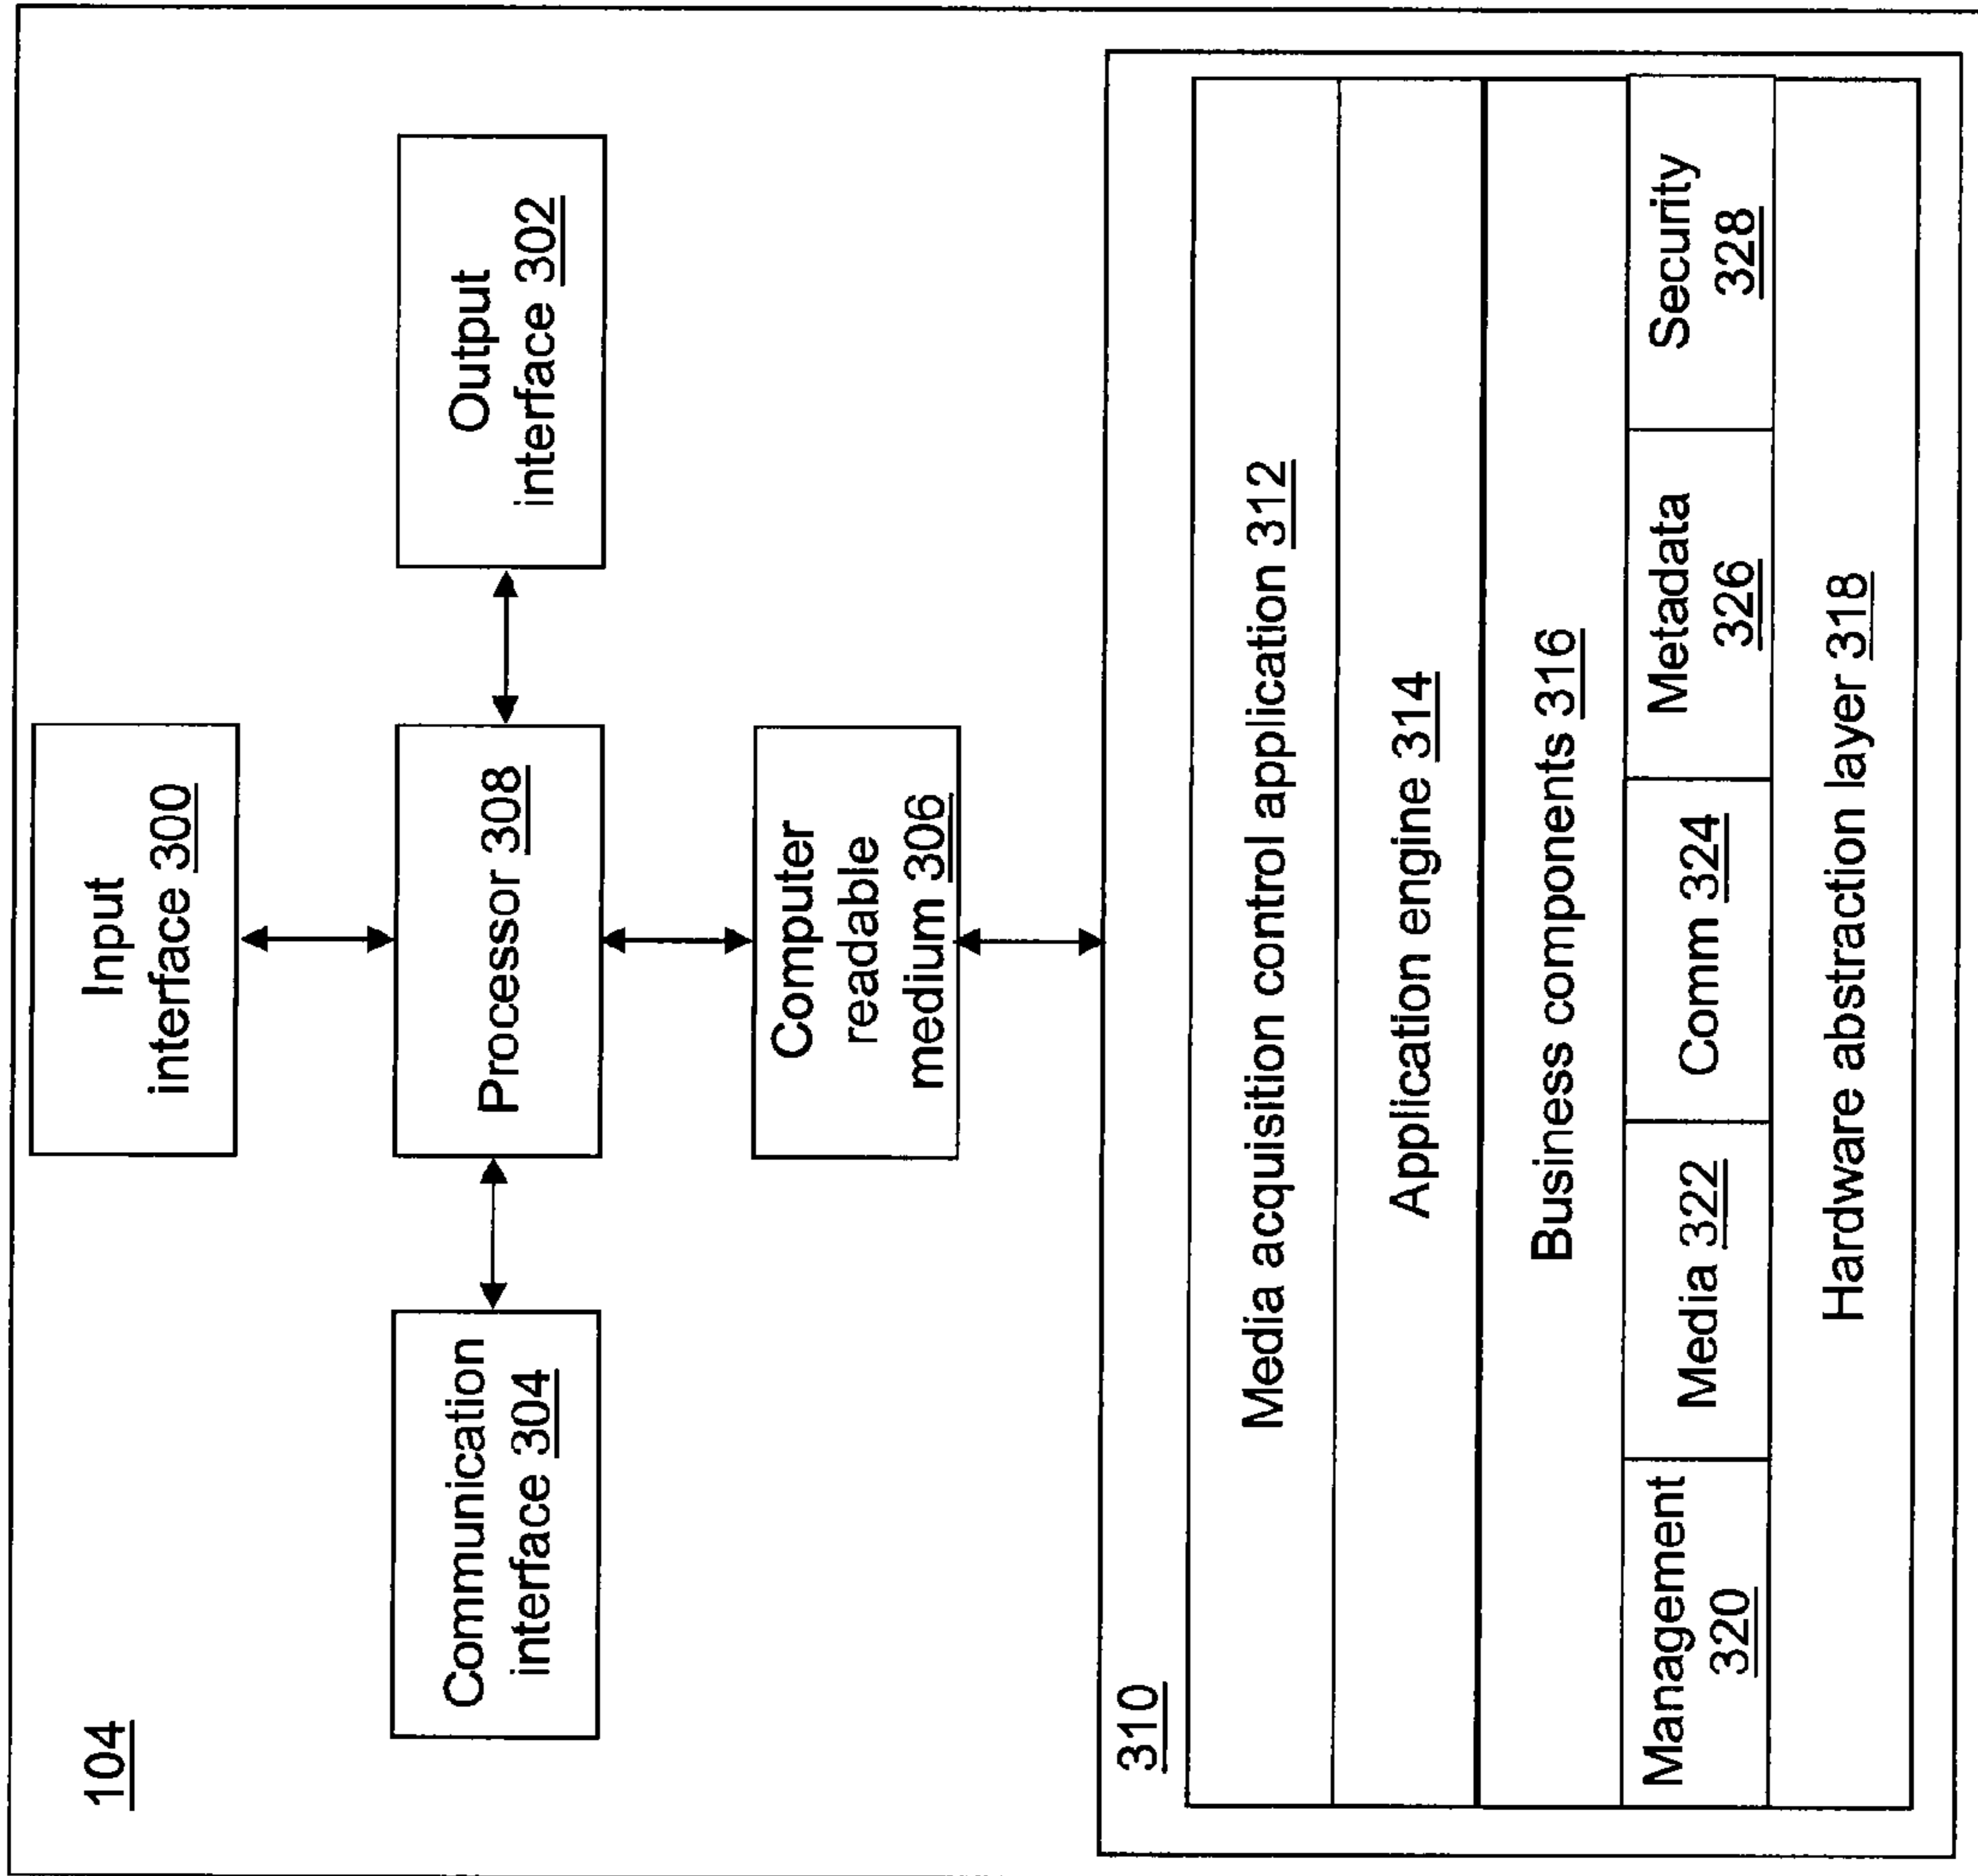 104
Input
interface 300
Communication
interface 304
Processor 308
Output
interface 302
Computer
readable
medium 306
310
Media acquisition control application 312
Application engine 314
Business components 316
Management
320
Media 322
Comm 324
Metadata
326
Security
328
Hardware abstraction layer 318